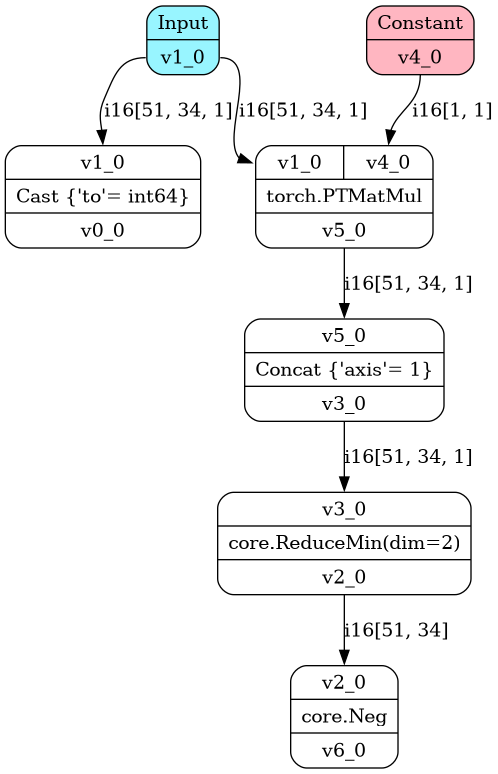 Input
v1_0
Constant
v4_0
i16[51, 34, 1]
i16[51, 34, 1]
i16[1, 1]
v1_0
Cast {'to'= int64}
v0_0
v1_0
v4_0
torch.PTMatMul
v5_0
i16[51, 34, 1]
v5_0
Concat {'axis'= 1}
v3_0
i16[51, 34, 1]
v3_0
core.ReduceMin(dim=2)
v2_0
i16[51, 34]
v2_0
core.Neg
v6_0